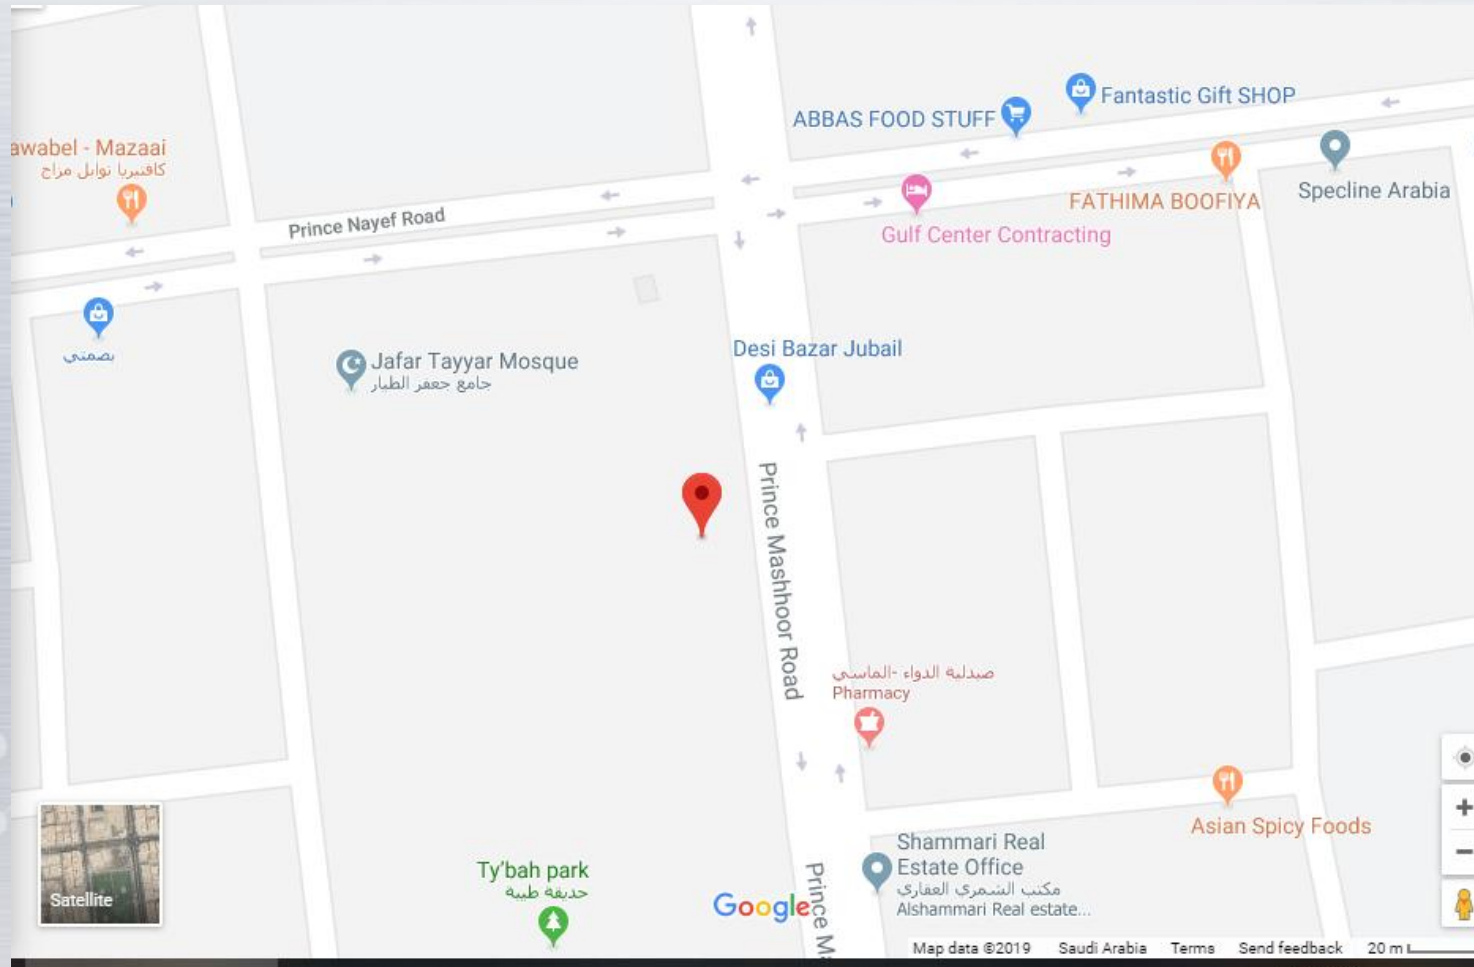 ABBAS FOOD STUFF
Fantastic Gift SHOP
awabel - Mazaai
كافتيريا توابل مزاج
FATHIMA BOOFIYA
Specline Arabia
Prince Nayef Road
Gulf Center Contracting
بصمتي
Jafar Tayyar Mosque
جامع جعفر الطيار
Desi Bazar Jubail
Prince Mashhoor Road
صيدلية الدواء -الماسي
Pharmacy
Asian Spicy Foods
Shammari Real
Estate Office
مكتب الشمري العقاري
Alshammari Real estate...
Ty'bah park
حديقة طيبة
Satellite
Google
Prince Ma
Map data ©2019 Saudi Arabia Terms Send feedback 20 m